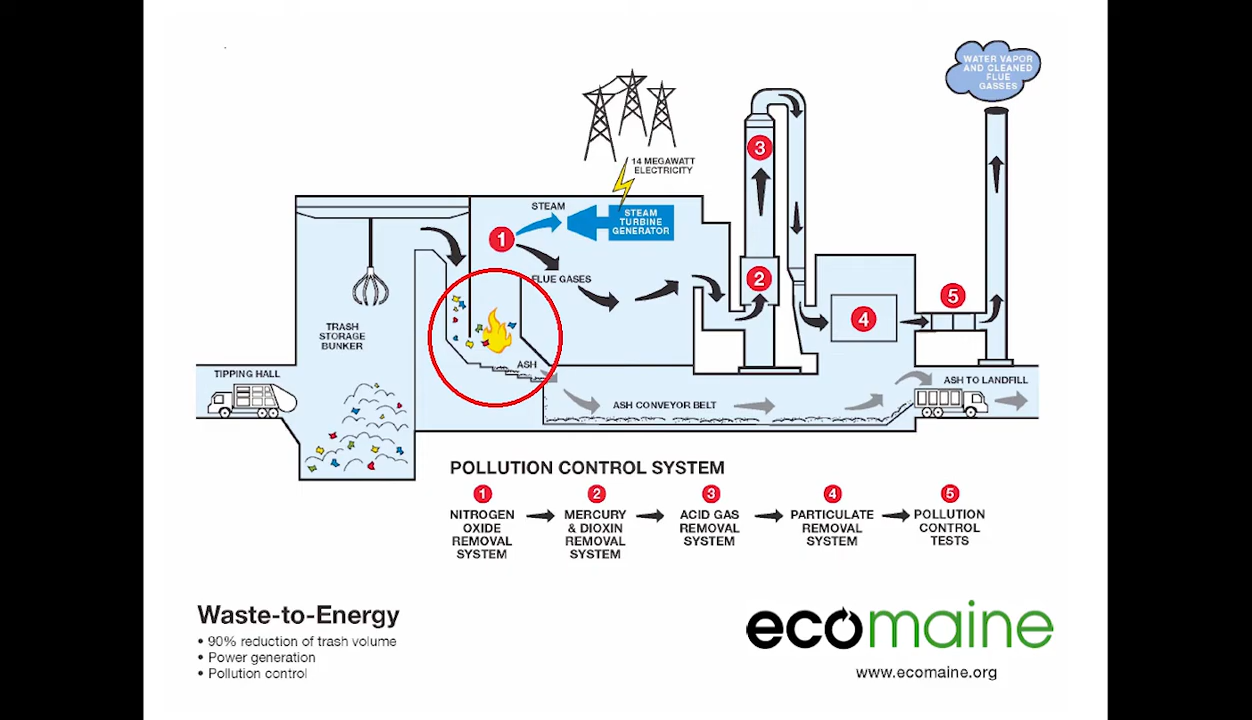 WATER VAPOR
AND CLEANED
FLUE
GASSES
14 MEGAWATT
ELECTRICITY
STEAM
STEAM
TURBINE
GENERATOR
1
FLUE GASES
3
2
4
5
TRASH
STORAGE
BUNKER
ASH
TIPPING HALL
ASH CONVEYOR BELT
ASH TO LANDFILL
POLLUTION CONTROL SYSTEM
1
NITROGEN
OXIDE
REMOVAL
SYSTEM
2
MERCURY
& DIOXIN
REMOVAL
SYSTEM
3
ACID GAS
REMOVAL
SYSTEM
4
PARTICULATE
REMOVAL
SYSTEM
5
POLLUTION
CONTROL
TESTS
Waste-to-Energy
• 90% reduction of trash volume
• Power generation
• Pollution control
ecomaine
www.ecomaine.org